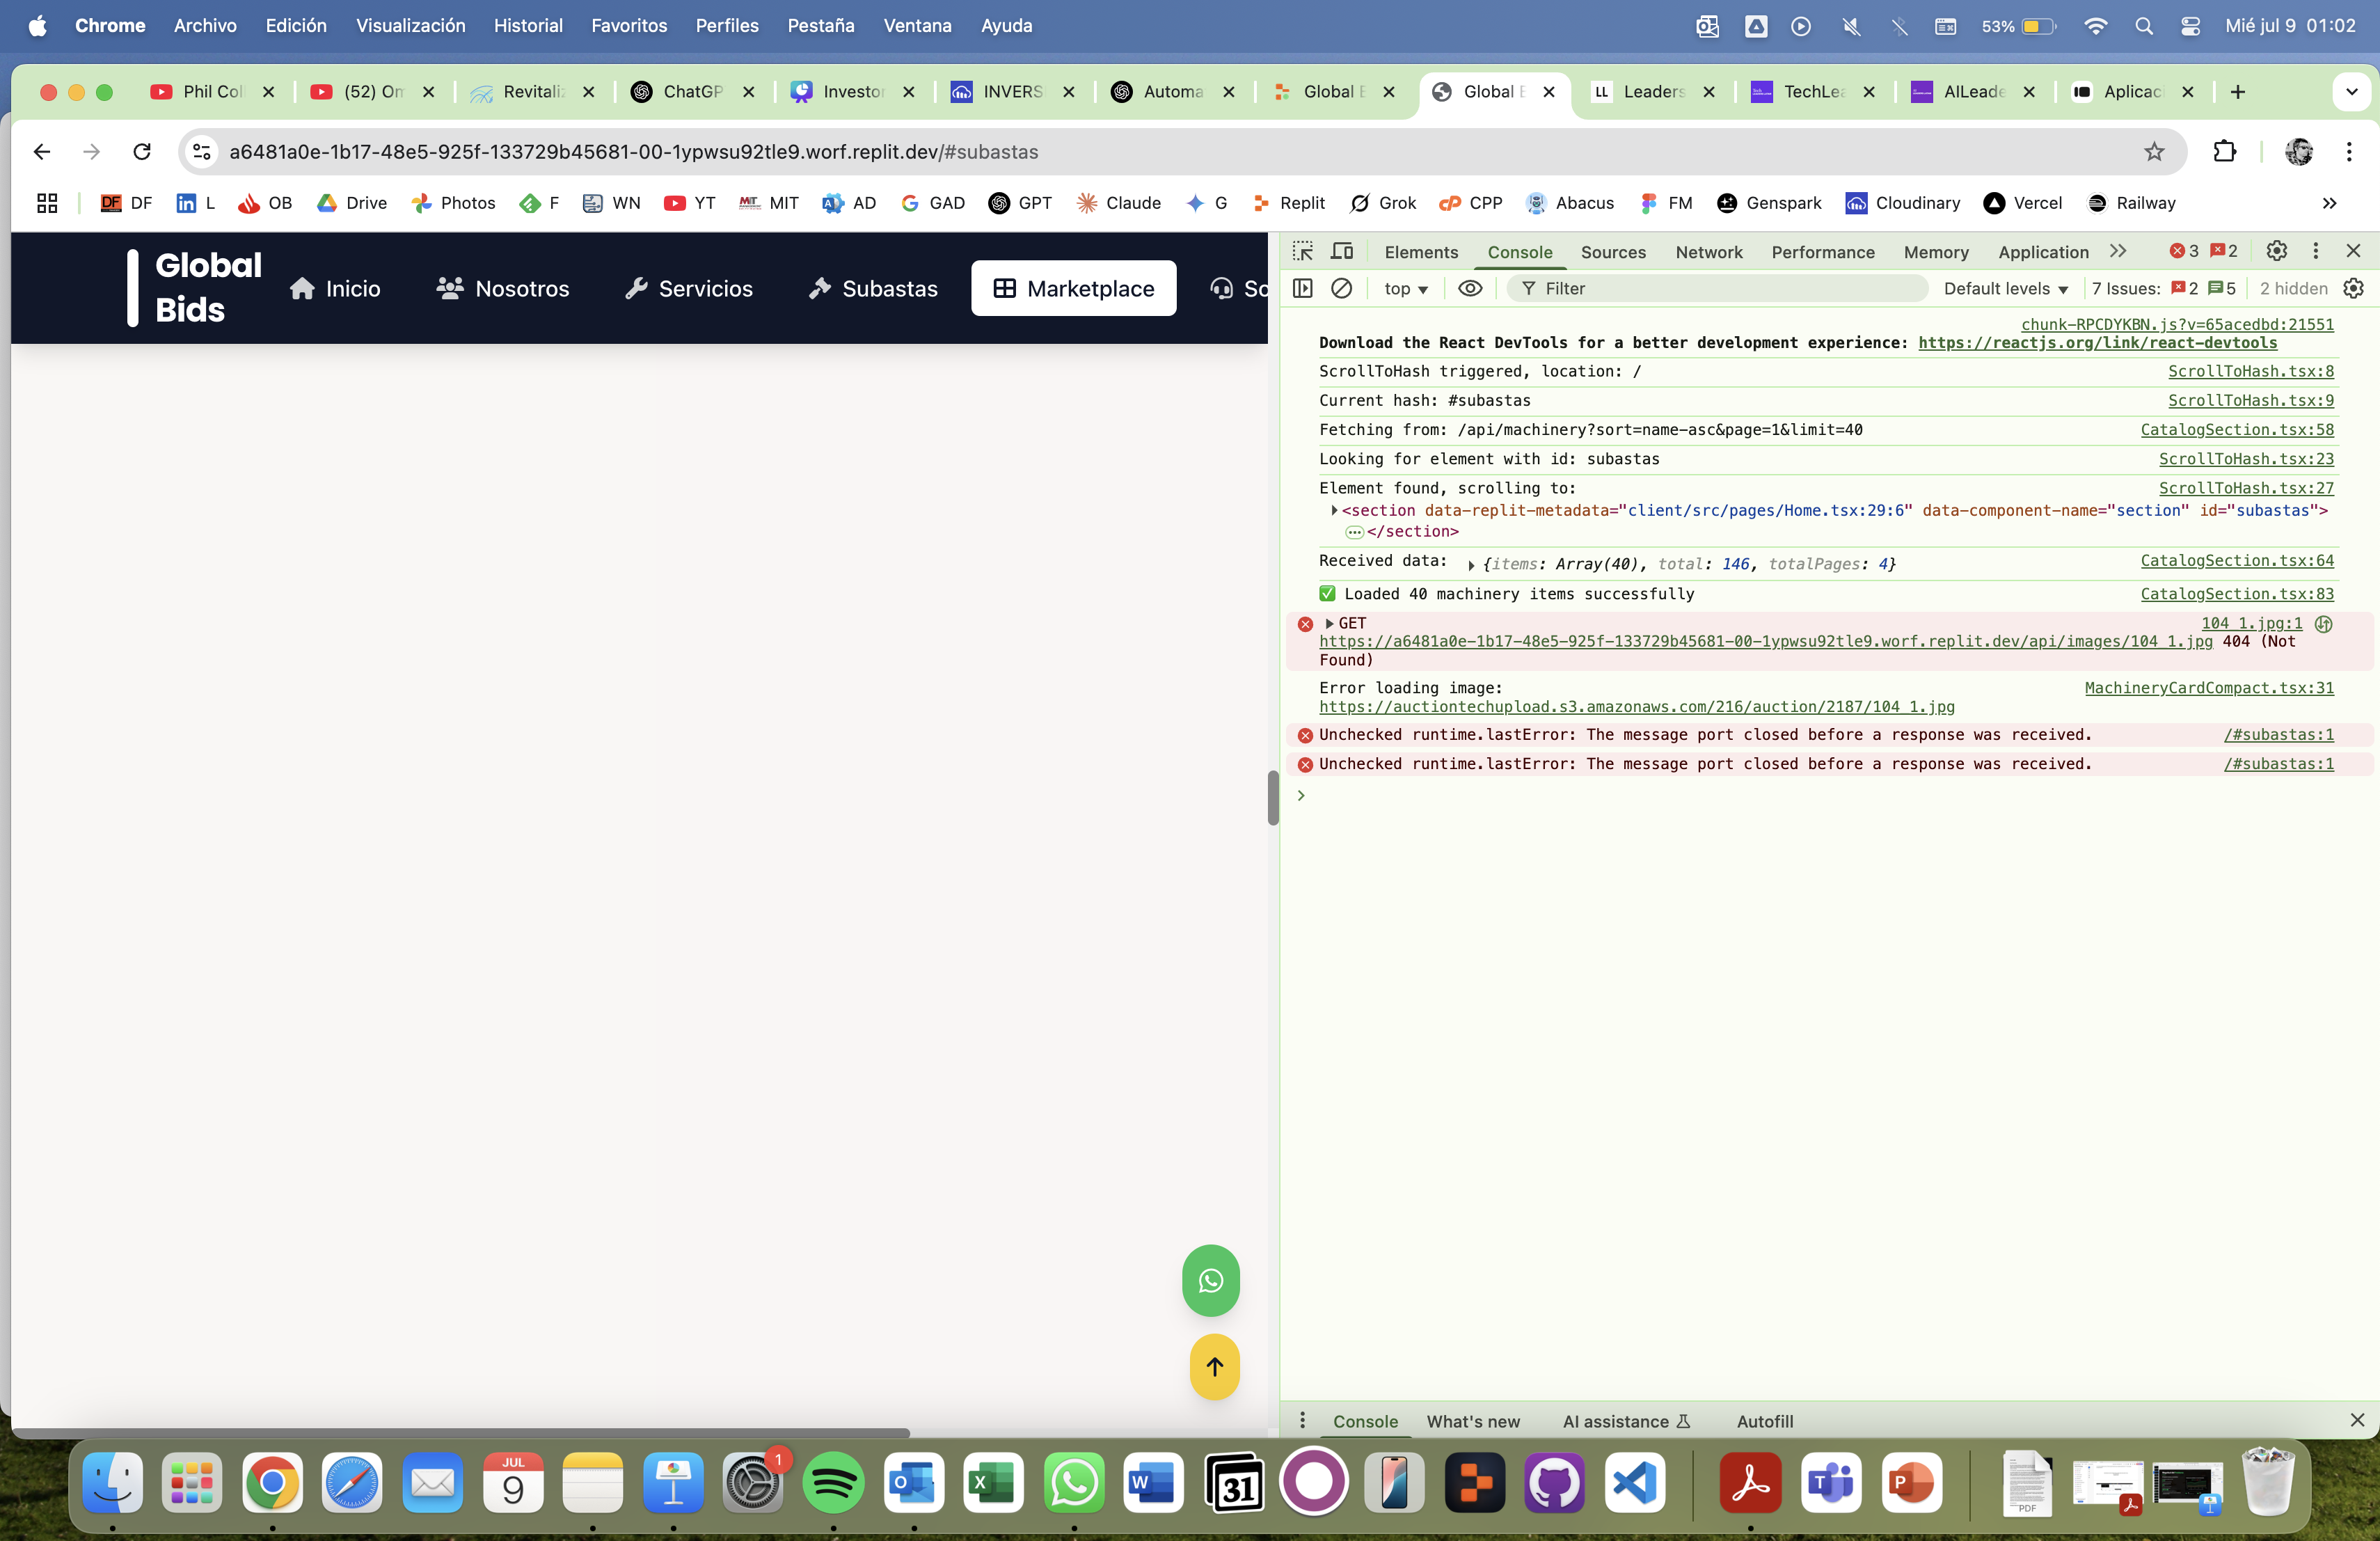 Chrome Archivo Edición Visualización Historial Favoritos Perfiles Pestaña Ventana Ayuda 53% Mié jul 9 01:02
Phil Col (52) Om Revitaliz ChatGP Investor INVERS Automa Global B Global B Leaders TechLea AILeade Aplicac
a6481a0e-1b17-48e5-925f-133729b45681-00-1ypwsu92tle9.worf.replit.dev/#subastas
DF DF L OB Drive Photos F WN YT MIT MIT AD GAD GPT Claude G Replit Grok CPP Abacus FM Genspark Cloudinary Vercel Railway
Global
Bids
Inicio Nosotros Servicios Subastas Marketplace So
Elements Console Sources Network Performance Memory Application 3 2
top Filter Default levels 7 Issues: 2 5 2 hidden
chunk-RPCDYKBN.js?v=65acedbd:21551
Download the React DevTools for a better development experience: https://reactjs.org/link/react-devtools
ScrollToHash triggered, location: / ScrollToHash.tsx:8
Current hash: #subastas ScrollToHash.tsx:9
Fetching from: /api/machinery?sort=name-asc&page=1&limit=40 CatalogSection.tsx:58
Looking for element with id: subastas ScrollToHash.tsx:23
Element found, scrolling to: ScrollToHash.tsx:27
<section data-replit-metadata="client/src/pages/Home.tsx:29:6" data-component-name="section" id="subastas">
… </section>
Received data: {items: Array(40), total: 146, totalPages: 4} CatalogSection.tsx:64
✅ Loaded 40 machinery items successfully CatalogSection.tsx:83
GET 104_1.jpg:1
https://a6481a0e-1b17-48e5-925f-133729b45681-00-1ypwsu92tle9.worf.replit.dev/api/images/104_1.jpg 404 (Not
Found)
Error loading image: MachineryCardCompact.tsx:31
https://auctiontechupload.s3.amazonaws.com/216/auction/2187/104_1.jpg
Unchecked runtime.lastError: The message port closed before a response was received. /#subastas:1
Unchecked runtime.lastError: The message port closed before a response was received. /#subastas:1
Console What's new AI assistance Autofill
JUL
9
1
31
PDF